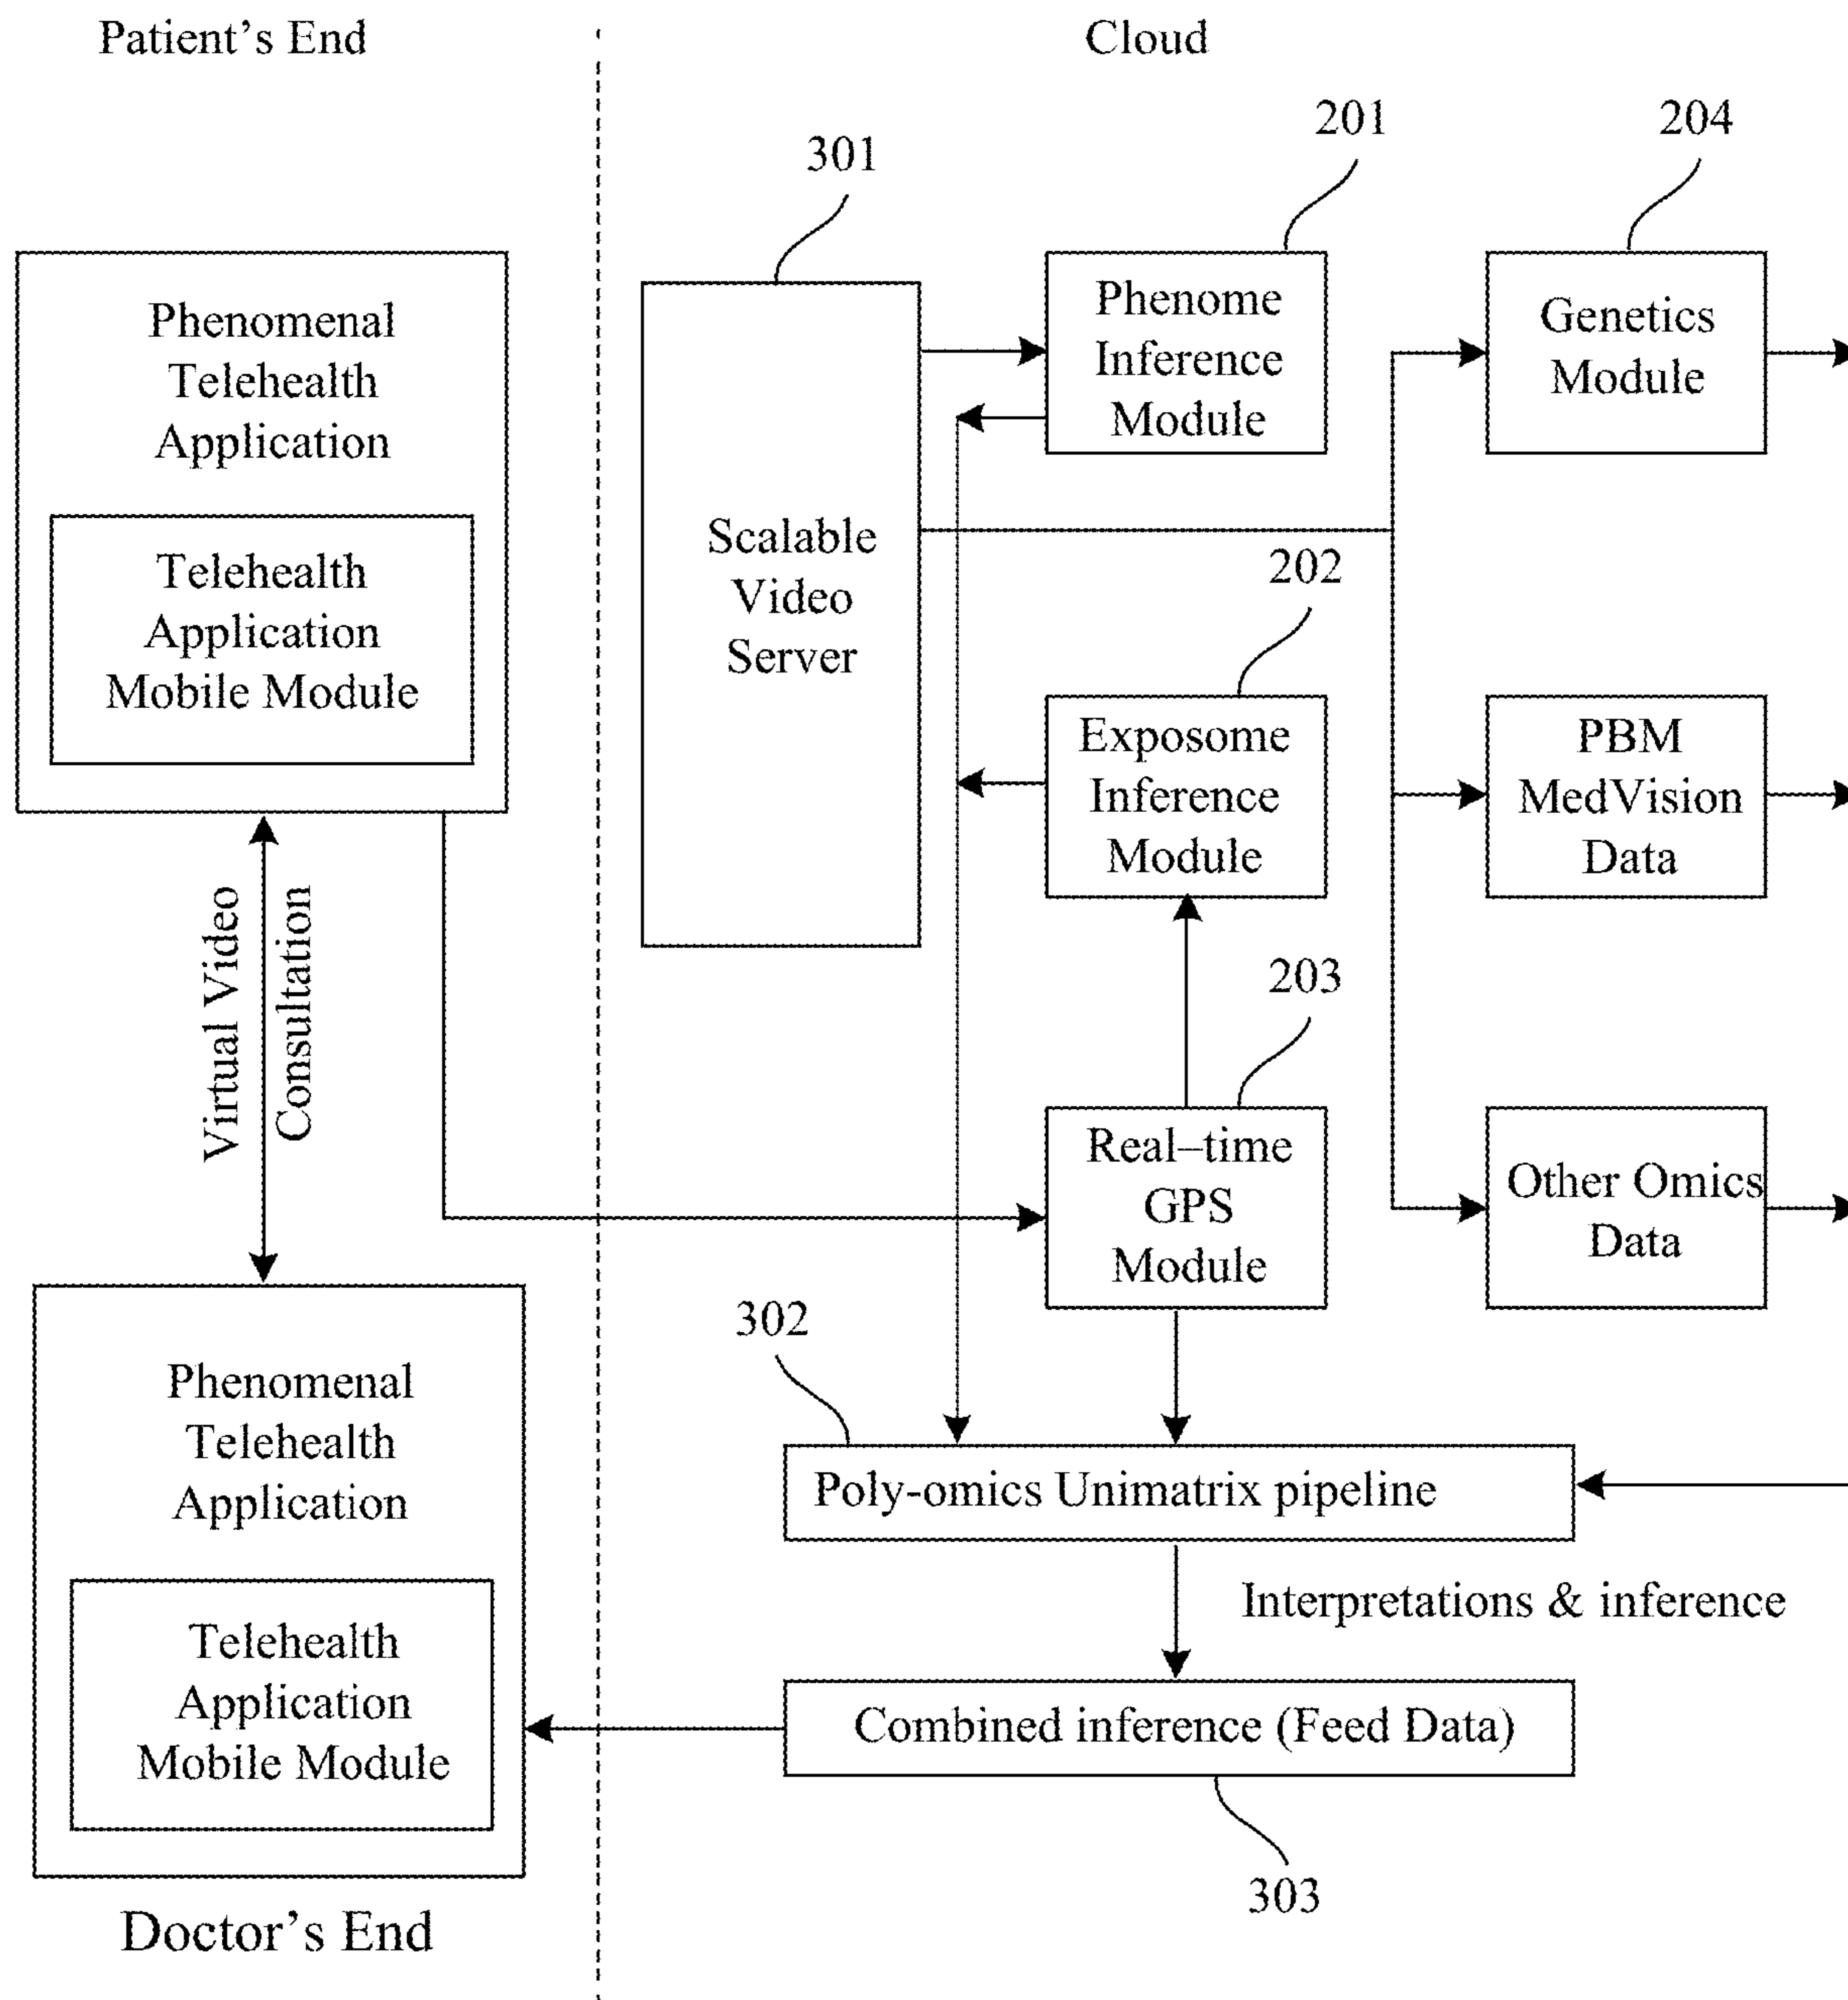 Patient's End
Cloud
301
201
204
Phenomenal
Telehealth
Application
Telehealth
Application
Mobile Module
Scalable
Video
Server
Phenome
Inference
Module
Genetics
Module
202
Exposome
Inference
Module
PBM
MedVision
Data
Virtual Video
Consultation
203
Real–time
GPS
Module
Other Omics
Data
302
Poly-omics Unimatrix pipeline
Interpretations & inference
Combined inference (Feed Data)
303
Phenomenal
Telehealth
Application
Telehealth
Application
Mobile Module
Doctor's End